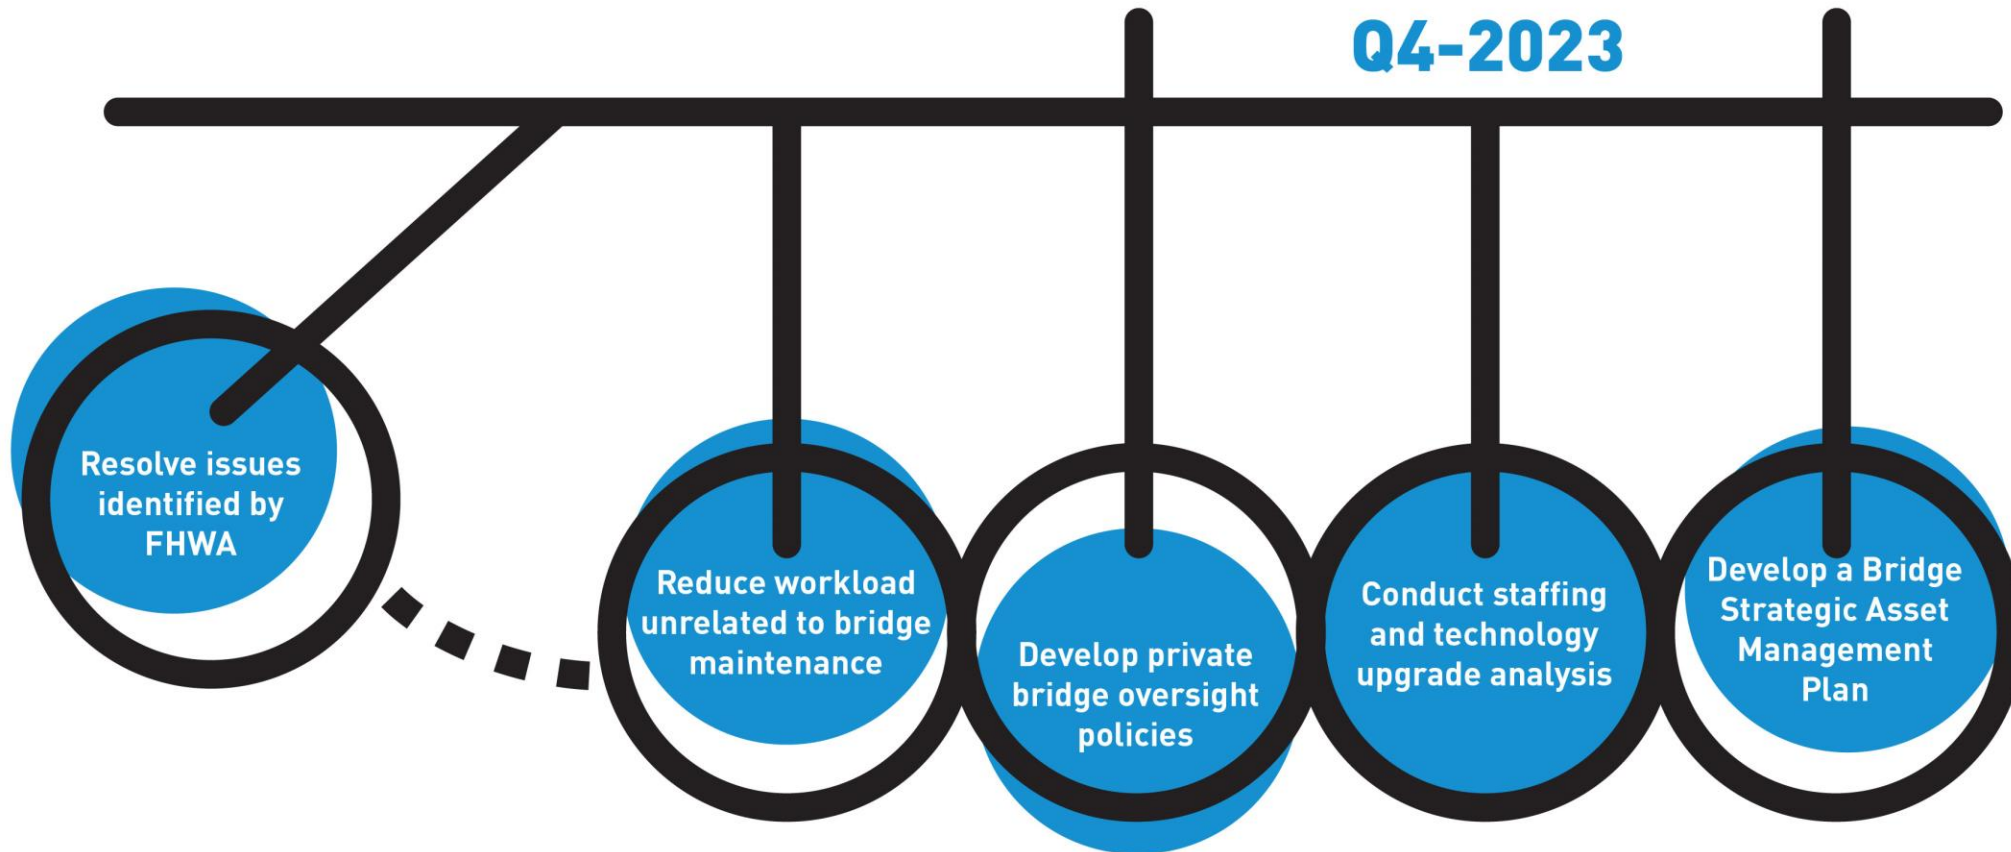 Q4-2023
Resolve issues
identified by
FHWA
Reduce workload
unrelated to bridge
maintenance
Develop private
bridge oversight
policies
Conduct staffing
and technology
upgrade analysis
Develop a Bridge
Strategic Asset
Management
Plan